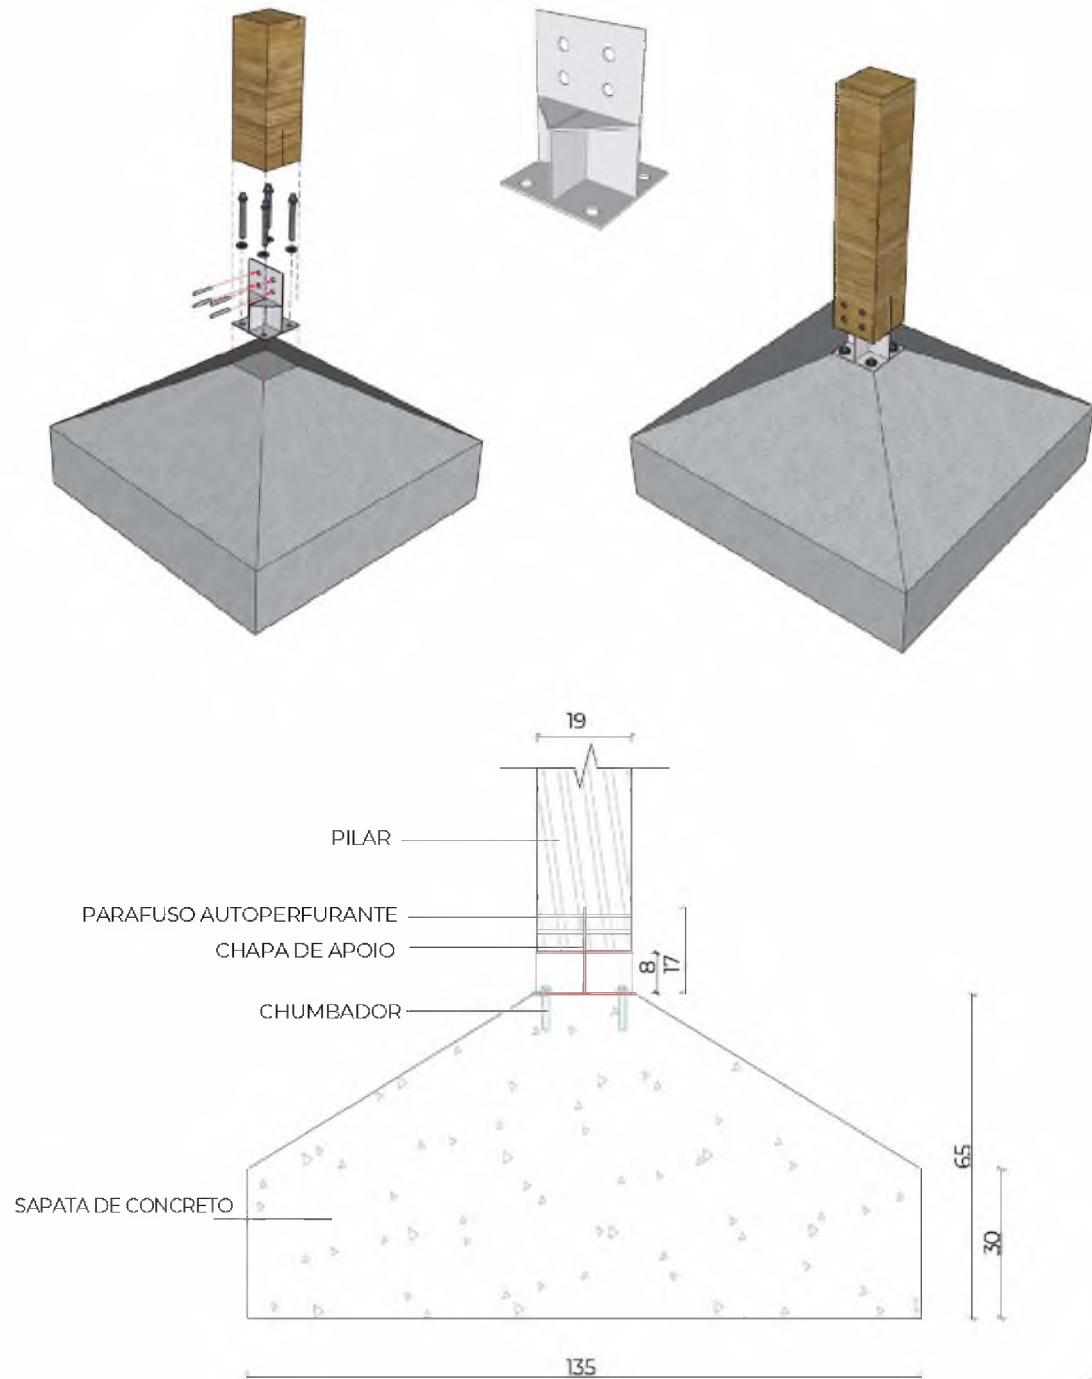 19
PILAR
PARAFUSO AUTOPERFURANTE
CHAPA DE APOIO
8
17
CHUMBADOR
65
SAPATA DE CONCRETO
30
135